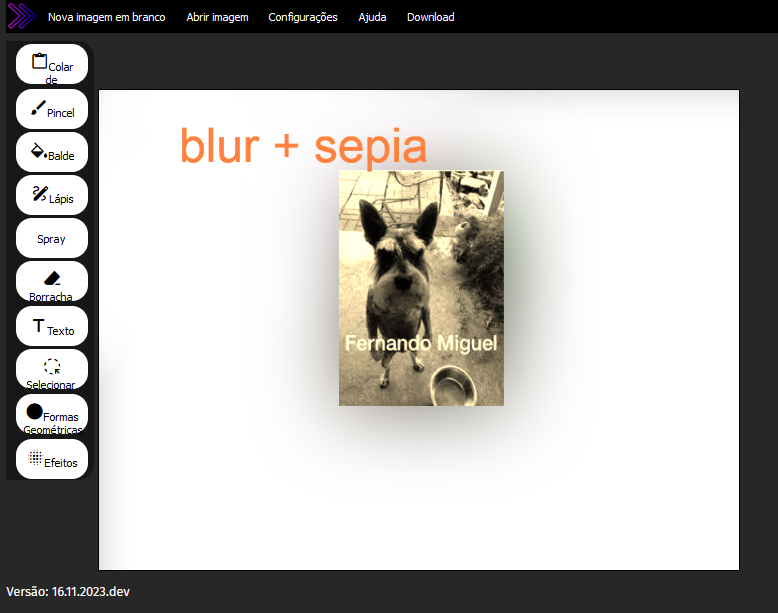 Nova imagem em branco Abrir imagem Configurações Ajuda Download
Colar
de
Pincel
Balde
Lápis
Spray
Borracha
Texto
Selecionar
Formas
Geométricas
Efeitos
blur + sepia
Fernando Miguel
Versão: 16.11.2023.dev